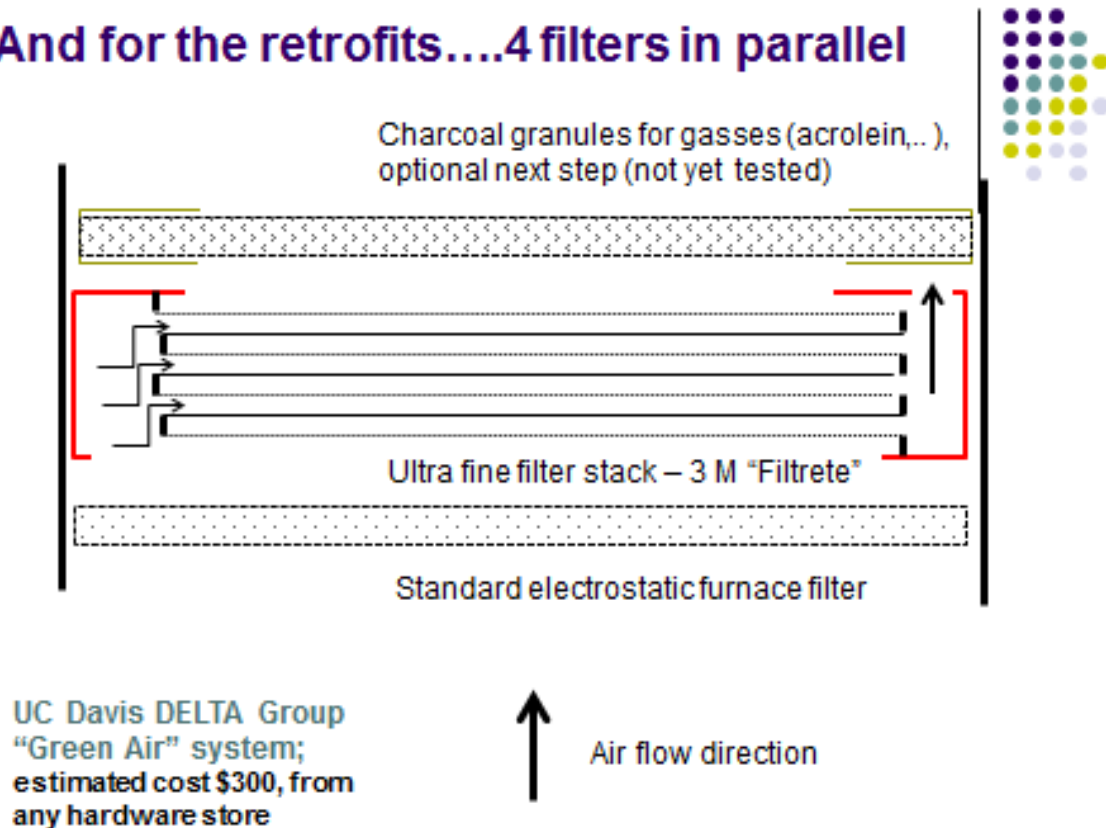 And for the retrofits....4 filters in parallel
Charcoal granules for gasses (acrolein,.. ),
optional next step (not yet tested)
Ultra fine filter stack – 3 M “Filtrete”
Standard electrostatic furnace filter
UC Davis DELTA Group
“Green Air” system;
estimated cost $300, from
any hardware store
Air flow direction